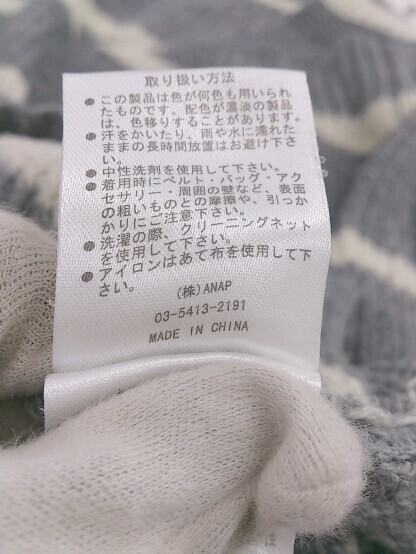 取り扱い方法
●この製品は色が何色も用いられ
たものです。配色が濃淡の製品
は、色移りすることがあります。
●汗をかいたり、雨や水に濡れた
ままの長時間放置はお避け下さ
い。
●中性洗剤を使用して下さい。
●着用時にベルト・バッグ・アク
セサリー・周囲の壁など、表面
の粗いものとの摩擦や、引っか
かりにご注意下さい。
●洗濯の際、クリーニングネット
を使用して下さい。
●アイロンはあて布を使用して下
さい。
(株)ANAP
03-5413-2191
MADE IN CHINA